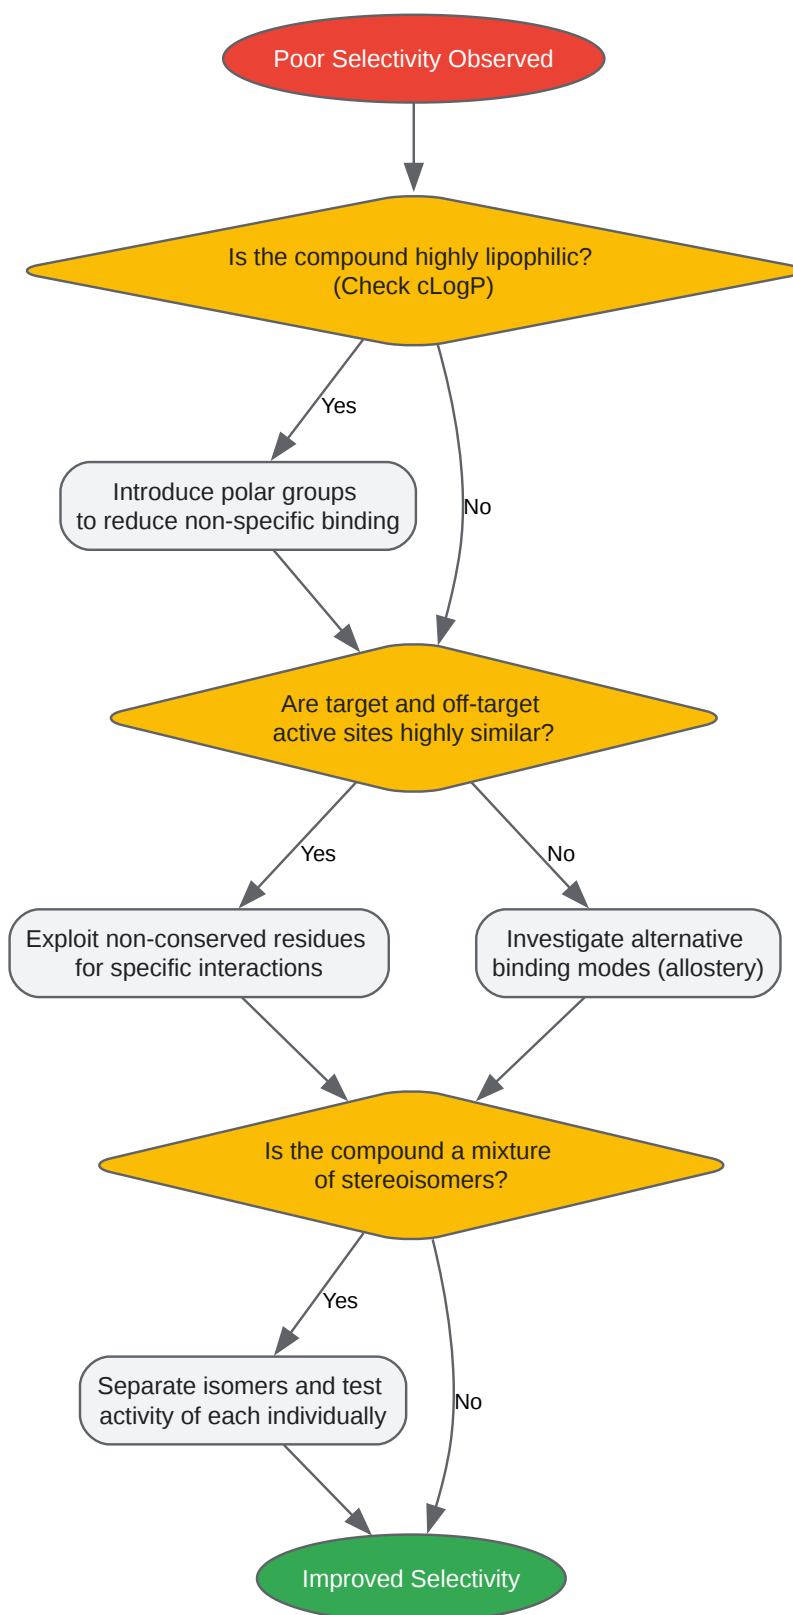 Poor Selectivity Observed
Is the compound highly lipophilic?
(Check cLogP)
Yes
Introduce polar groups
to reduce non-specific binding
No
Are target and off-target
active sites highly similar?
Yes
No
Exploit non-conserved residues
for specific interactions
Investigate alternative
binding modes (allostery)
Is the compound a mixture
of stereoisomers?
Yes
Separate isomers and test
activity of each individually
No
Improved Selectivity